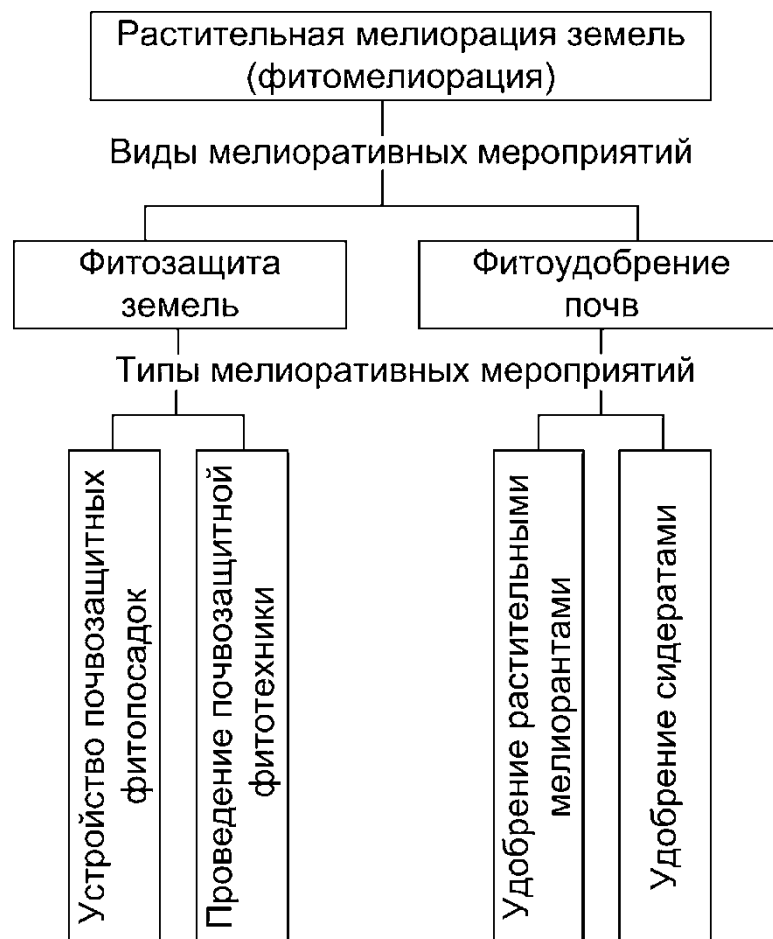 Растительная мелиорация земель
(фитомелиорация)
Виды мелиоративных мероприятий
Фитозащита
земель
Фитоудобрение
почв
Типы мелиоративных мероприятий
Устройство почвозащитных
фитопосадок
Проведение почвозащитной
фитотехники
Удобрение растительными
мелиорантами
Удобрение сидератами